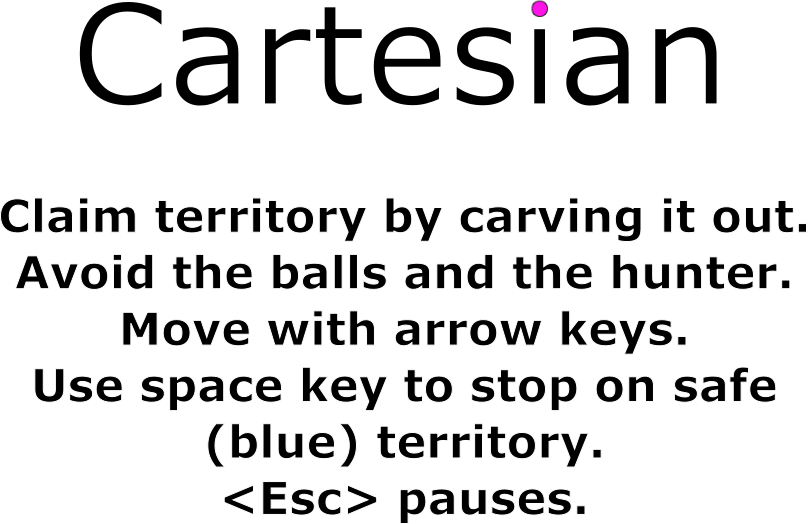 Cartesian
Claim territory by carving it out.
Avoid the balls and the hunter.
Move with arrow keys.
Use space key to stop on safe
(blue) territory.
<Esc> pauses.